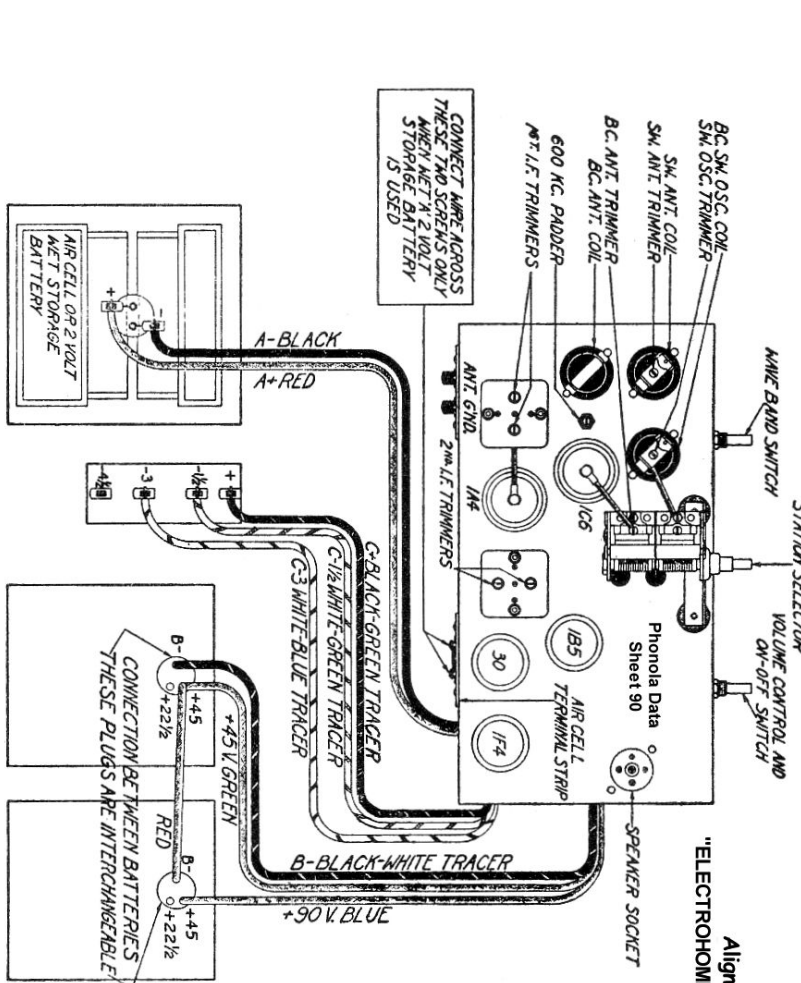 WAVE BAND SWITCH
STATION SELECTOR
VOLUME CONTROL AND
ON-OFF SWITCH
BC. SW. OSC. COIL
SW. OSC. TRIMMER
SW. ANT. COIL
SW. ANT. TRIMMER
BC. ANT. TRIMMER
BC. ANT. COIL
600 KC. PADDER
1ST. I.F. TRIMMERS
CONNECT WIRE ACROSS
THESE TWO SCREWS ONLY
WHEN WET 'A' 2 VOLT
STORAGE BATTERY
IS USED
ANT. G'ND.
2ND. I.F. TRIMMERS
1A4
1C6
1B5
30
1F4
Phonola Data
Sheet 90
AIR CELL
TERMINAL STRIP
SPEAKER SOCKET
"ELECTROHOM
Align
AIR CELL OR 2 VOLT
WET STORAGE
BATTERY
+
-
A-BLACK
A+RED
+
-1½
-3
-4½
C+BLACK-GREEN TRACER
C-1½ WHITE-GREEN TRACER
C-3 WHITE-BLUE TRACER
B-
+45
+22½
+45 V. GREEN
B-BLACK-WHITE TRACER
+90 V. BLUE
RED
B-
+45
+22½
CONNECTION BETWEEN BATTERIES
THESE PLUGS ARE INTERCHANGEABLE